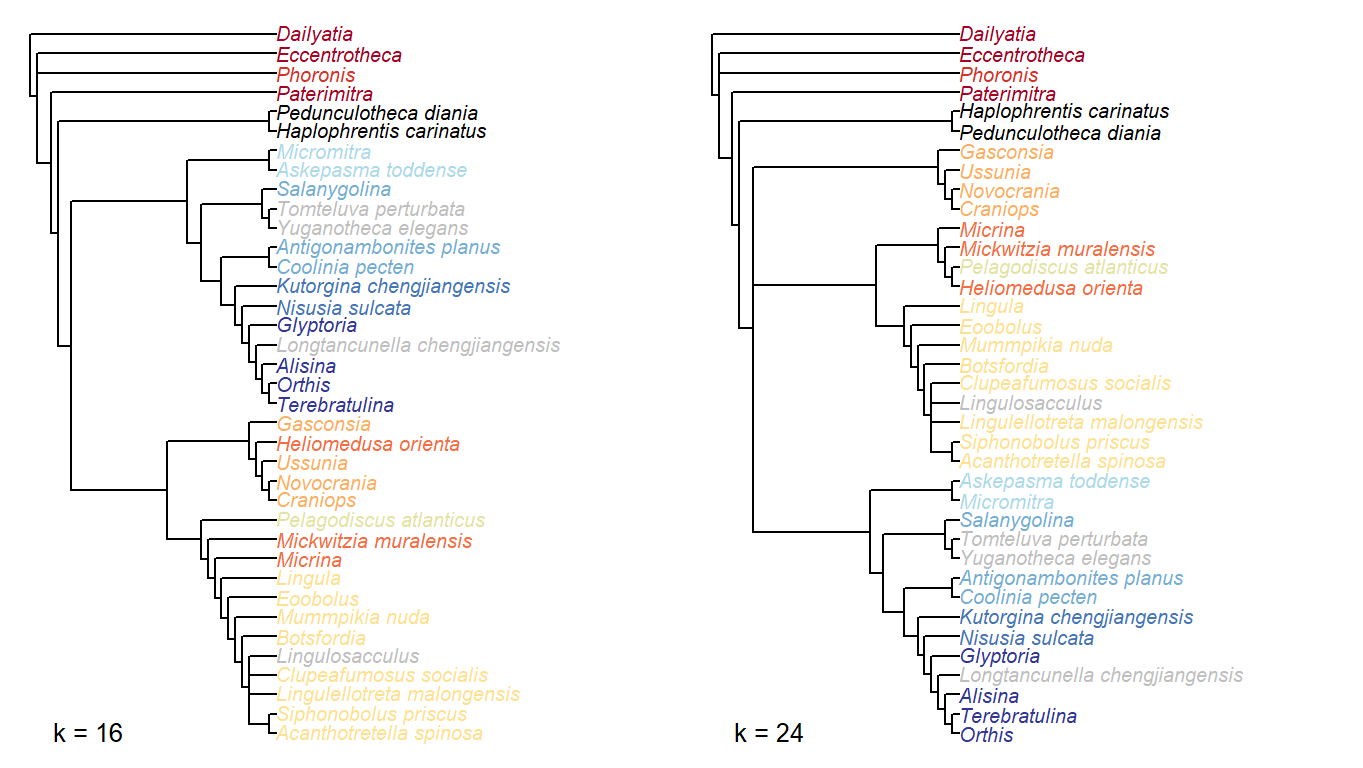 Dailyatia
Eccentrotheca
Phoronis
Paterimitra
Pedunculotheca diania
Haplophrentis carinatus
Micromitra
Askepasma toddense
Salanygolina
Tomteluva perturbata
Yuganotheca elegans
Antigonambonites planus
Coolinia pecten
Kutorgina chengjiangensis
Nisusia sulcata
Glyptoria
Longtancunella chengjiangensis
Alisina
Orthis
Terebratulina
Gasconsia
Heliomedusa orienta
Ussunia
Novocrania
Craniops
Pelagodiscus atlanticus
Mickwitzia muralensis
Micrina
Lingula
Eoobolus
Mummpikia nuda
Botsfordia
Lingulosacculus
Clupeafumosus socialis
Lingulellotreta malongensis
Siphonobolus priscus
Acanthotretella spinosa
k = 16
Dailyatia
Eccentrotheca
Phoronis
Paterimitra
Haplophrentis carinatus
Pedunculotheca diania
Gasconsia
Ussunia
Novocrania
Craniops
Micrina
Mickwitzia muralensis
Pelagodiscus atlanticus
Heliomedusa orienta
Lingula
Eoobolus
Mummpikia nuda
Botsfordia
Clupeafumosus socialis
Lingulosacculus
Lingulellotreta malongensis
Siphonobolus priscus
Acanthotretella spinosa
Askepasma toddense
Micromitra
Salanygolina
Tomteluva perturbata
Yuganotheca elegans
Antigonambonites planus
Coolinia pecten
Kutorgina chengjiangensis
Nisusia sulcata
Glyptoria
Longtancunella chengjiangensis
Alisina
Terebratulina
Orthis
k = 24